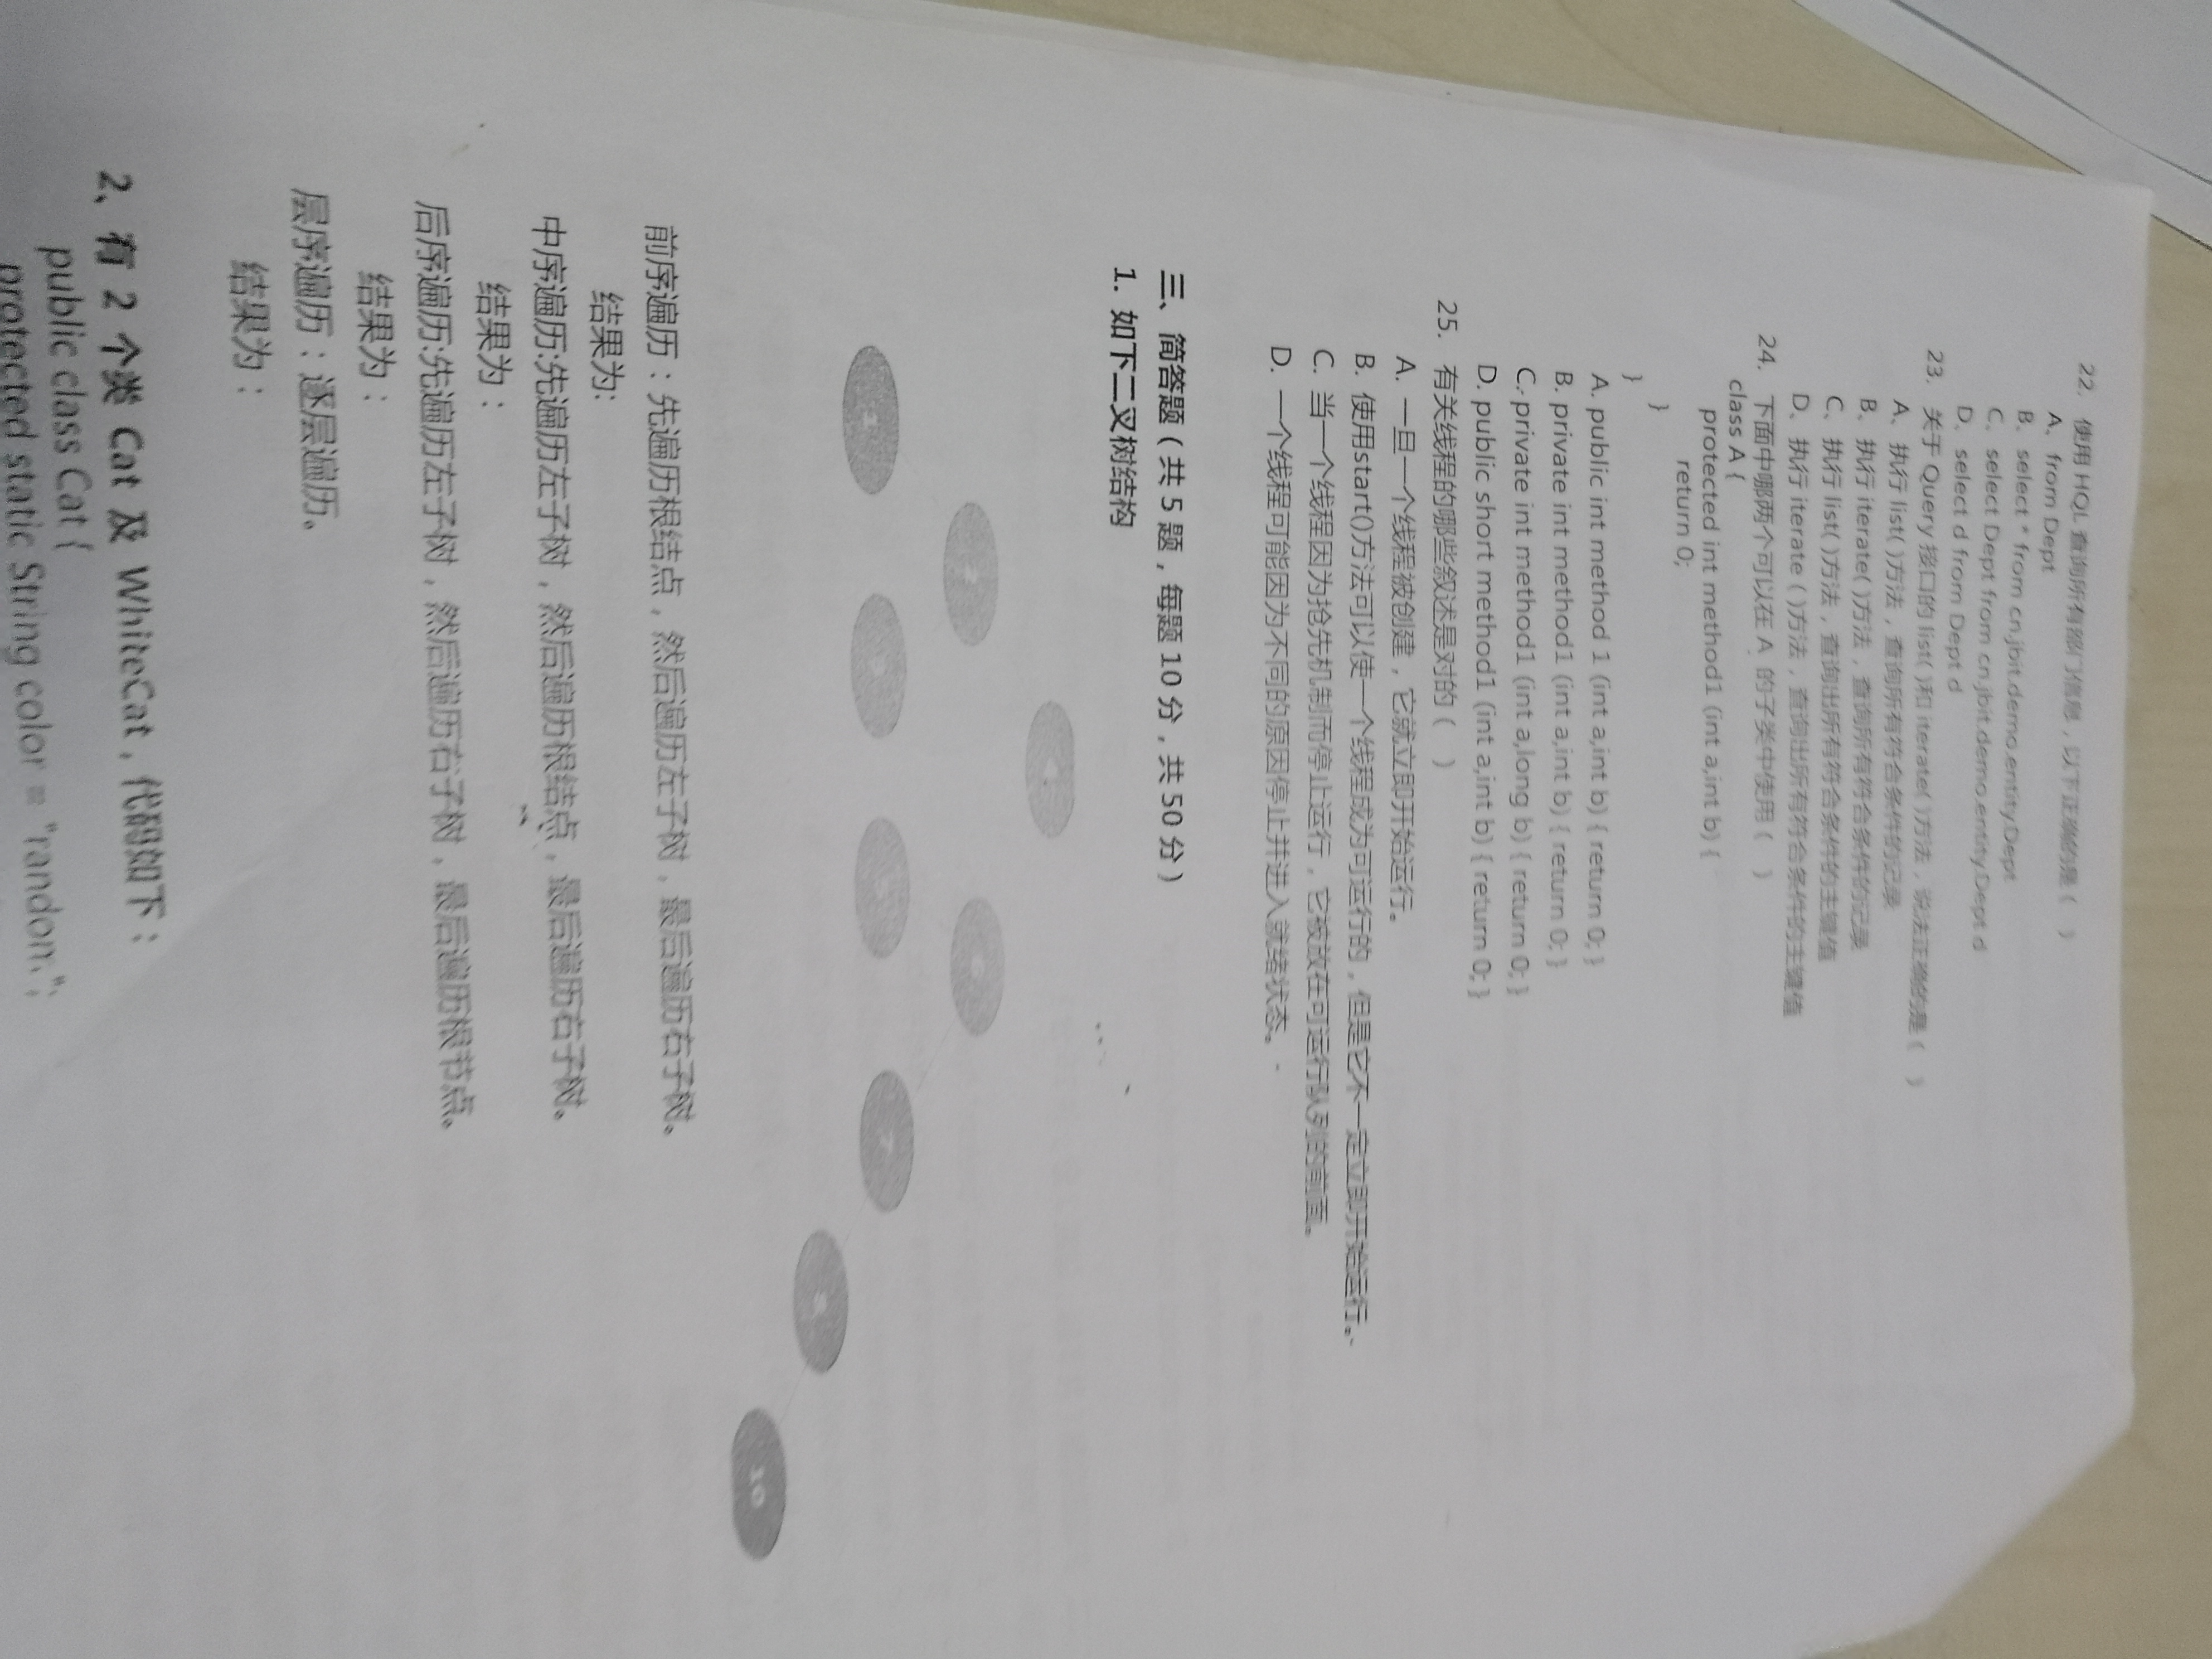 22. 使用 HQL 查询所有部门信息，以下正确的是（ ）
A、from Dept
B、select * from cn.jbit.demo.entity.Dept
C、select Dept from cn.jbit.demo.entity.Dept d
D、select d from Dept d
23. 关于 Query 接口的 list( )和 iterate( )方法，说法正确的是（ ）
A、执行 list( )方法，查询所有符合条件的记录
B、执行 iterate( )方法，查询所有符合条件的记录
C、执行 list( )方法，查询出所有符合条件的主键值
D、执行 iterate ( )方法，查询出所有符合条件的主键值
24. 下面中哪两个可以在 A 的子类中使用（ ）
class A {
protected int method1 (int a,int b) {
return 0;
}
}
A. public int method 1 (int a,int b) { return 0; }
B. private int method1 (int a,int b) { return 0; }
C. private int method1 (int a,long b) { return 0; }
D. public short method1 (int a,int b) { return 0; }
25. 有关线程的哪些叙述是对的（ ）
A. 一旦一个线程被创建，它就立即开始运行。
B. 使用start()方法可以使一个线程成为可运行的，但是它不一定立即开始运行。
C. 当一个线程因为抢先机制而停止运行，它被放在可运行队列的前面。
D. 一个线程可能因为不同的原因停止并进入就绪状态。
三、简答题（共 5 题，每题 10 分，共 50 分）
1. 如下二叉树结构
1 7
10
前序遍历：先遍历根结点，然后遍历左子树，最后遍历右子树。
结果为:
中序遍历:先遍历左子树，然后遍历根结点，最后遍历右子树。
结果为：
后序遍历:先遍历左子树，然后遍历右子树，最后遍历根节点。
结果为：
层序遍历：逐层遍历。
结果为：
2、有 2 个类 Cat 及 WhiteCat，代码如下：
public class Cat {
protected static String color = "random";